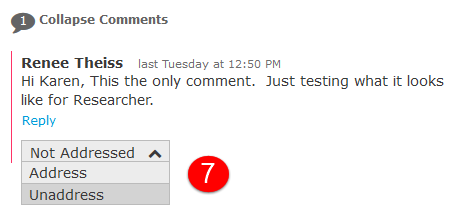 1 Collapse Comments
Renee Theiss last Tuesday at 12:50 PM
Hi Karen, This the only comment. Just testing what it looks
like for Researcher.
Reply
Not Addressed
Address
Unaddress
7